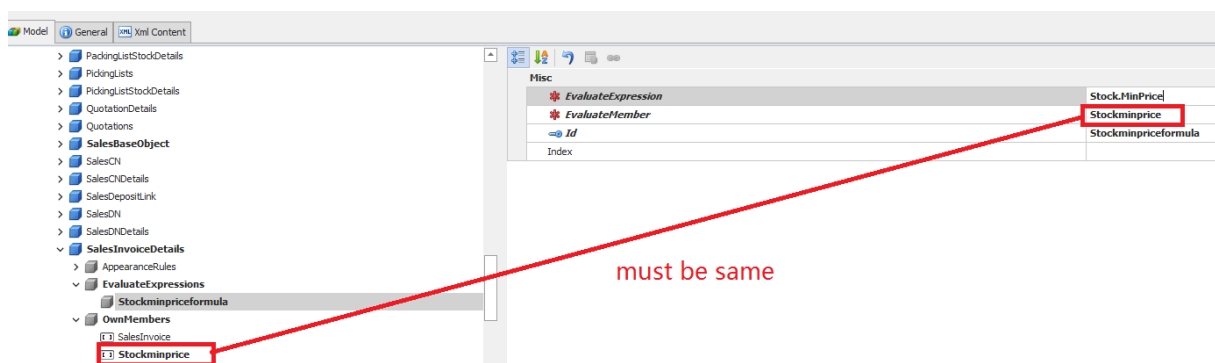 Model General Xml Content
PackingListStockDetails
PickingLists
PickingListStockDetails
QuotationDetails
Quotations
SalesBaseObject
SalesCN
SalesCNDetails
SalesDepositLink
SalesDN
SalesDNDetails
SalesInvoiceDetails
AppearanceRules
EvaluateExpressions
Stockminpriceformula
OwnMembers
SalesInvoice
Stockminprice
Misc
EvaluateExpression Stock.MinPrice
EvaluateMember Stockminprice
Id Stockminpriceformula
Index
must be same